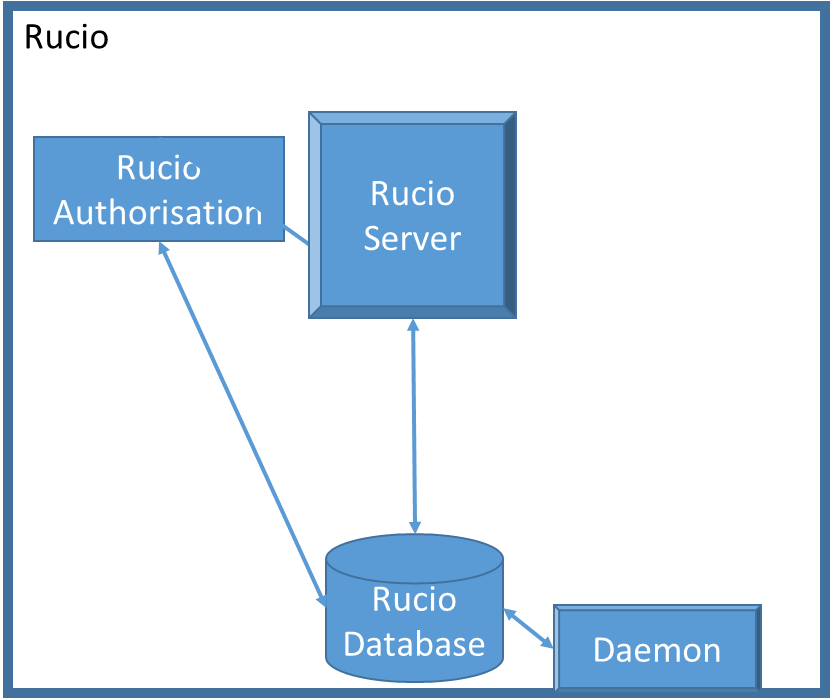 Rucio
Rucio
Authorisation
Rucio
Server
Rucio
Database
Daemon